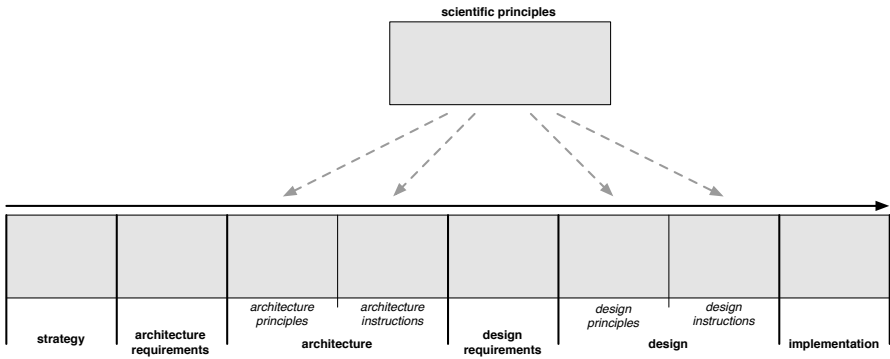 scientific principles
architecture
principles
architecture
instructions
design
principles
design
instructions
strategy
architecture
requirements
architecture
design
requirements
design
implementation